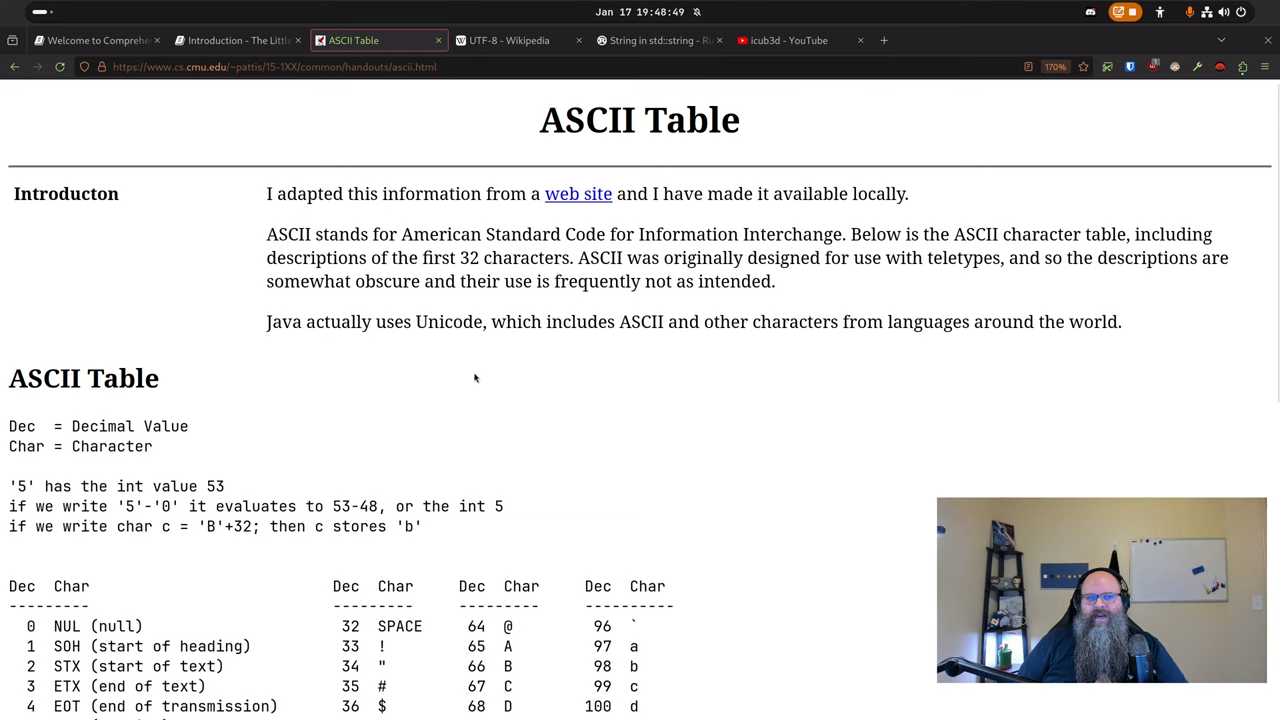 Jan 17 19:48:49
Welcome to Comprehe
Introduction - The Little
ASCII Table
UTF-8 - Wikipedia
String in std::string - Ru
icub3d - YouTube
https://www.cs.cmu.edu/~pattis/15-1XX/common/handouts/ascii.html
170%
ASCII Table
Introducton
I adapted this information from a web site and I have made it available locally.
ASCII stands for American Standard Code for Information Interchange. Below is the ASCII character table, including
descriptions of the first 32 characters. ASCII was originally designed for use with teletypes, and so the descriptions are
somewhat obscure and their use is frequently not as intended.
Java actually uses Unicode, which includes ASCII and other characters from languages around the world.
ASCII Table
Dec = Decimal Value
Char = Character
'5' has the int value 53
if we write '5'-'0' it evaluates to 53-48, or the int 5
if we write char c = 'B'+32; then c stores 'b'
Dec Char Dec Char Dec Char Dec Char
--------- --------- --------- ----------
0 NUL (null) 32 SPACE 64 @ 96 `
1 SOH (start of heading) 33 ! 65 A 97 a
2 STX (start of text) 34 " 66 B 98 b
3 ETX (end of text) 35 # 67 C 99 c
4 EOT (end of transmission) 36 $ 68 D 100 d